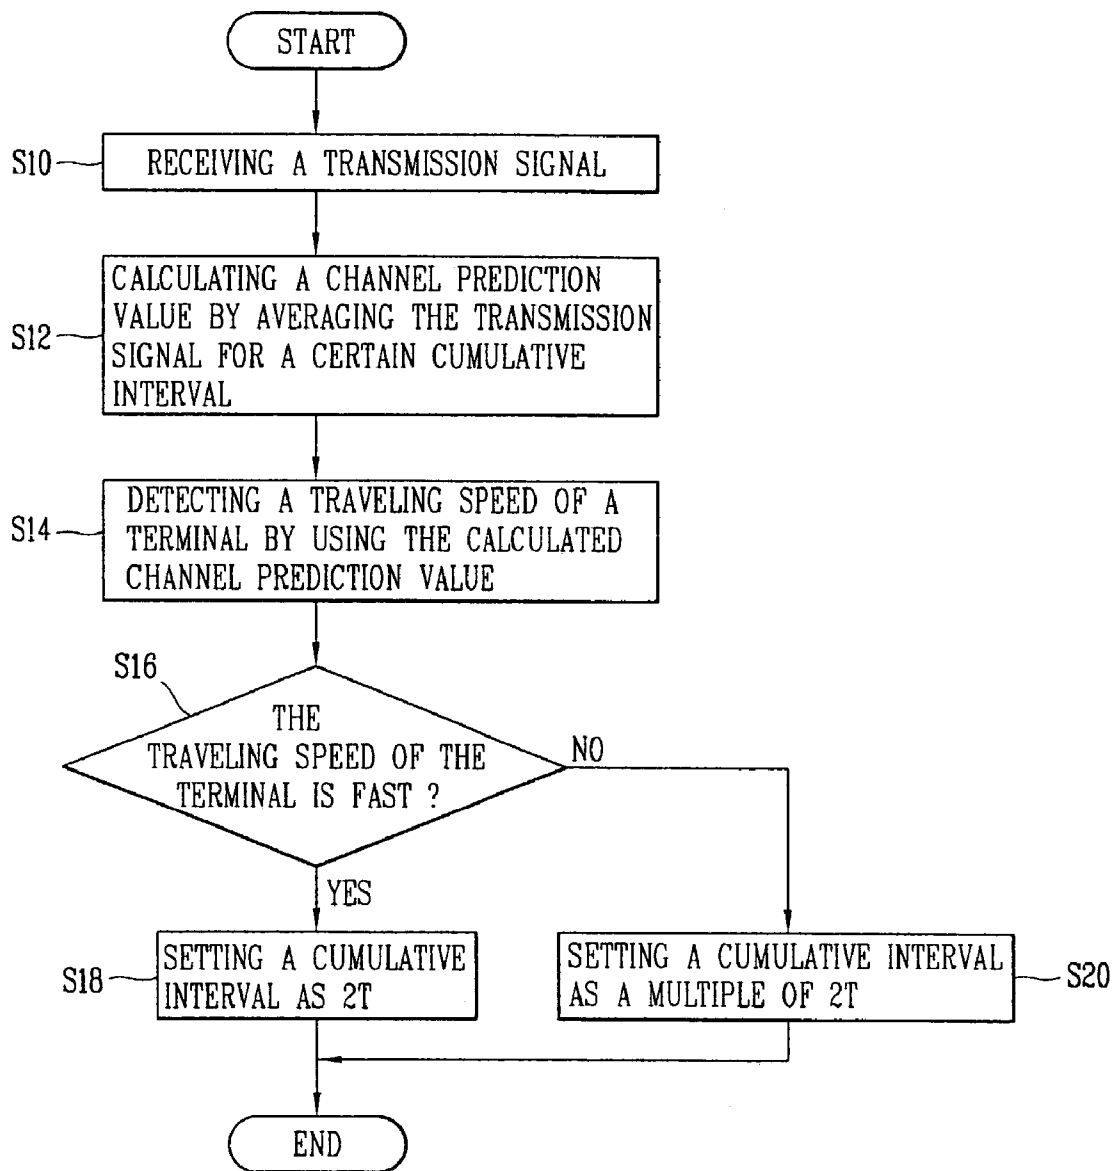 START
S10
RECEIVING A TRANSMISSION SIGNAL
CALCULATING A CHANNEL PREDICTION
VALUE BY AVERAGING THE TRANSMISSION
S12
SIGNAL FOR A CERTAIN CUMULATIVE
INTERVAL
DETECTING A TRAVELING SPEED OF A
S14
TERMINAL BY USING THE CALCULATED
CHANNEL PREDICTION VALUE
S16
THE
TRAVELING SPEED OF THE
TERMINAL IS FAST ?
NO
YES
S18
SETTING A CUMULATIVE
INTERVAL AS 2T
SETTING A CUMULATIVE INTERVAL
AS A MULTIPLE OF 2T
S20
END